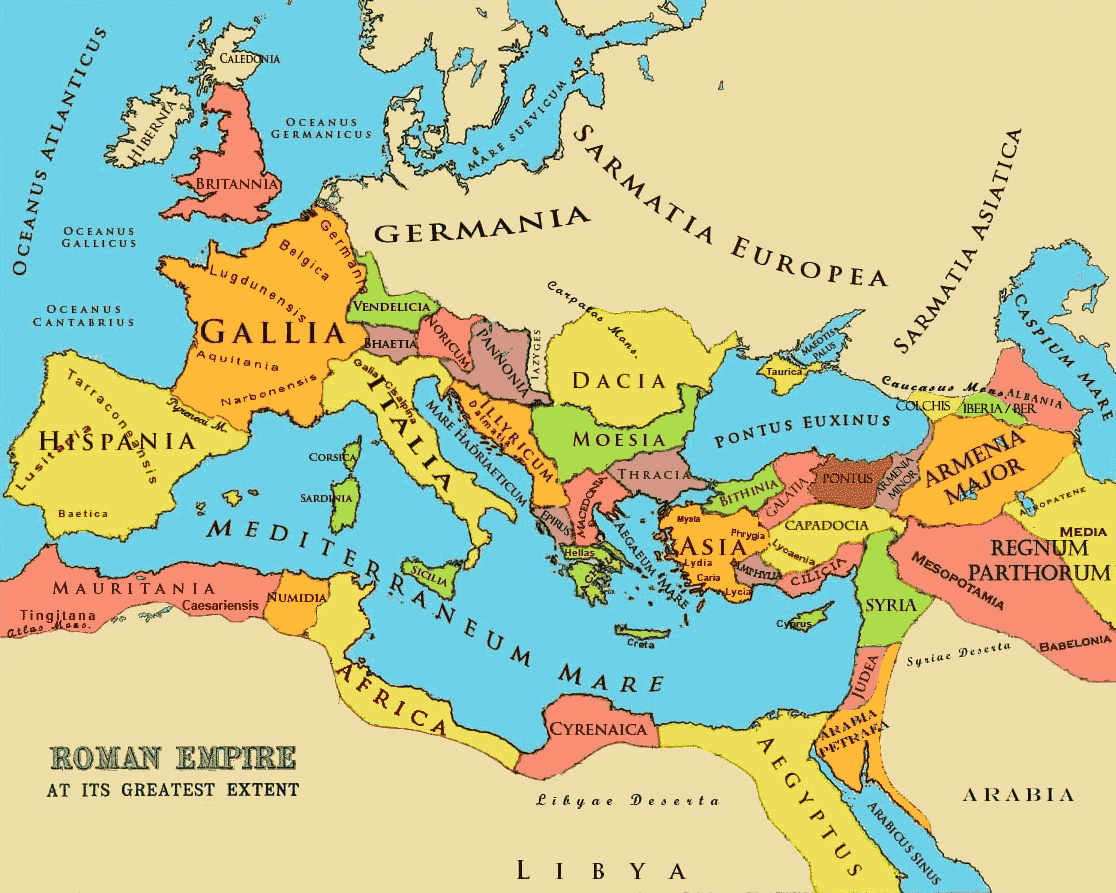 OCEANUS ATLANTICUS
CALEDONIA
HIBERNIA
BRITANNIA
OCEANUS
GERMANICUS
MARE SUEVICUM
SARMATIA EUROPEA
SARMATIA ASIATICA
OCEANUS
GALLICUS
OCEANUS
CANTABRIUS
GERMANIA
Germani
Belgica
Lugdunensis
GALLIA
Aquitania
Narbonensis
VENDELICIA
RHAETIA
NORICUM
PANNONIA
IAZYGES
Carpatas Mons.
DACIA
Taurica
MAEOTIS
PALUS
CASPIUM MARE
Caucasus Mons.
ALBANIA
COLCHIS
IBERIA/BER
Tarraconensis
Pyrenaei M.
HISPANIA
Lusitania
Baetica
Gallia Cisalpina
ITALIA
MARE HADRIAETICUM
ILLYRICUM
Dalmatia
MOESIA
PONTUS EUXINUS
THRACIA
MACEDONIA
EPIRUS
Hellas
AEGAEUM MARE
CORSICA
SARDINIA
SICILIA
BITHINIA
GALATIA
PONTUS
ARMENIA
MINOR
ARMENIA
MAJOR
ATROPATENE
MEDIA
REGNUM
PARTHORUM
MESOPOTAMIA
BABELONIA
Mysia
Phrygia
ASIA
Lydia
Caria
Lycia
Lycaenia
CAPADOCIA
PAMPHYLIA
CILICIA
SYRIA
Cyprus
Creta
MEDITERRANEUM MARE
MAURITANIA
Tingitana
Caesariensis
Atlas Mons.
NUMIDIA
AFRICA
CYRENAICA
Syriae Deserta
JUDEA
ARABIA
PETRAEA
AEGYPTUS
ARABICUS SINUS
ARABIA
Libyae Deserta
LIBYA
ROMAN EMPIRE
AT ITS GREATEST EXTENT